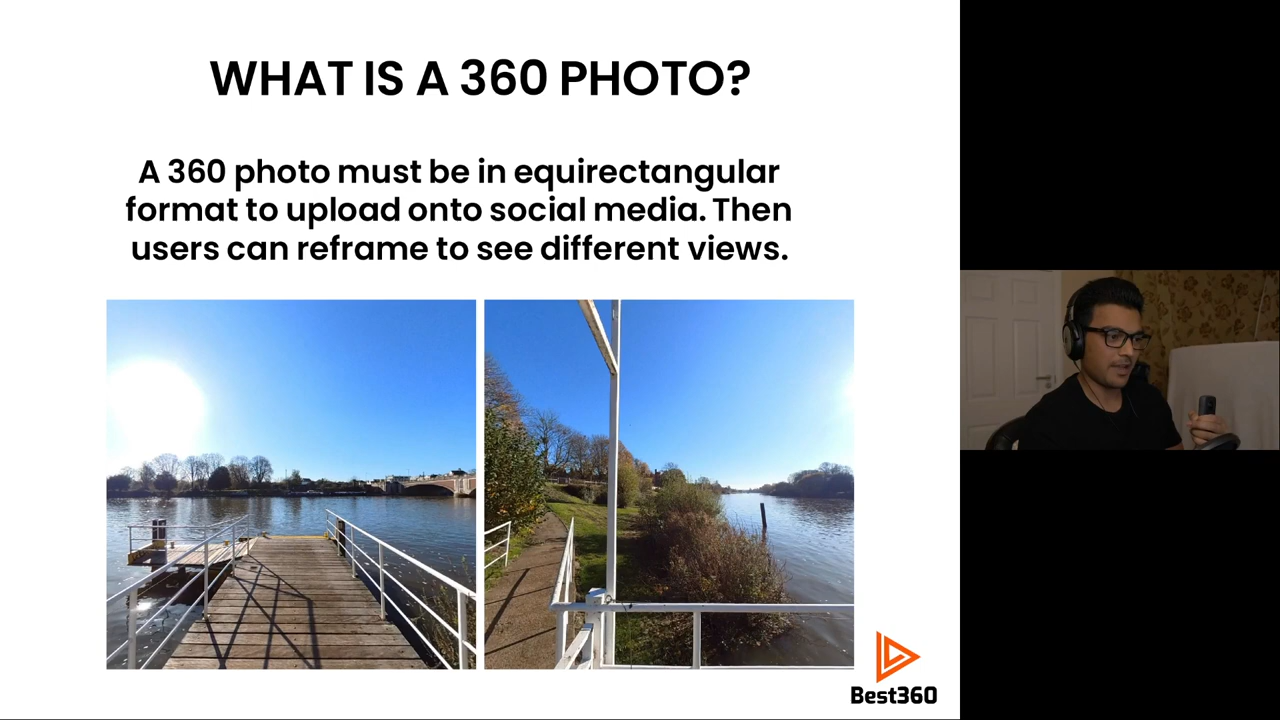 WHAT IS A 360 PHOTO?
A 360 photo must be in equirectangular
format to upload onto social media. Then
users can reframe to see different views.
Best360